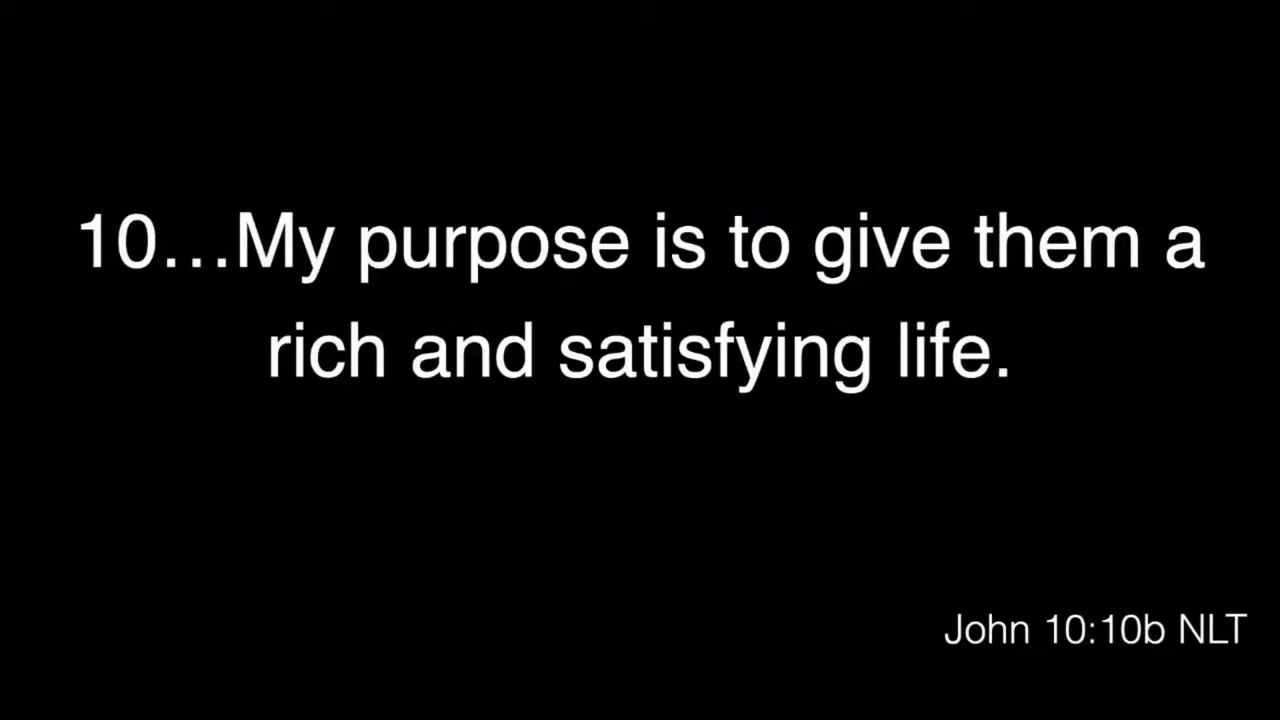 10…My purpose is to give them a
rich and satisfying life.
John 10:10b NLT